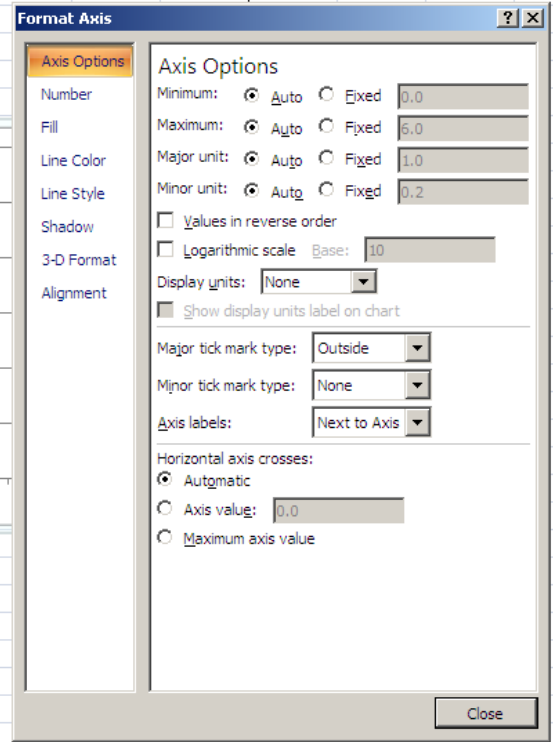 Format Axis
Axis Options
Number
Fill
Line Color
Line Style
Shadow
3-D Format
Alignment
Axis Options
Minimum: Auto Fixed 0.0
Maximum: Auto Fixed 6.0
Major unit: Auto Fixed 1.0
Minor unit: Auto Fixed 0.2
Values in reverse order
Logarithmic scale Base: 10
Display units: None
Show display units label on chart
Major tick mark type: Outside
Minor tick mark type: None
Axis labels: Next to Axis
Horizontal axis crosses:
Automatic
Axis value: 0.0
Maximum axis value
Close